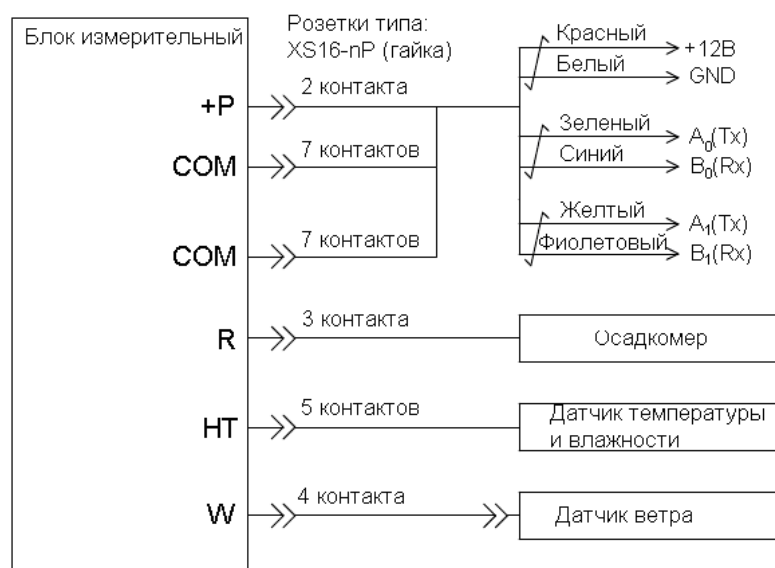 Блок измерительный
Розетки типа:
XS16-nP (гайка)
+P
2 контакта
Красный
+12В
Белый
GND
Зеленый
A0(Tx)
COM
7 контактов
Синий
B0(Rx)
Желтый
A1(Tx)
COM
7 контактов
Фиолетовый
B1(Rx)
R
3 контакта
Осадкомер
HT
5 контактов
Датчик температуры
и влажности
W
4 контакта
Датчик ветра